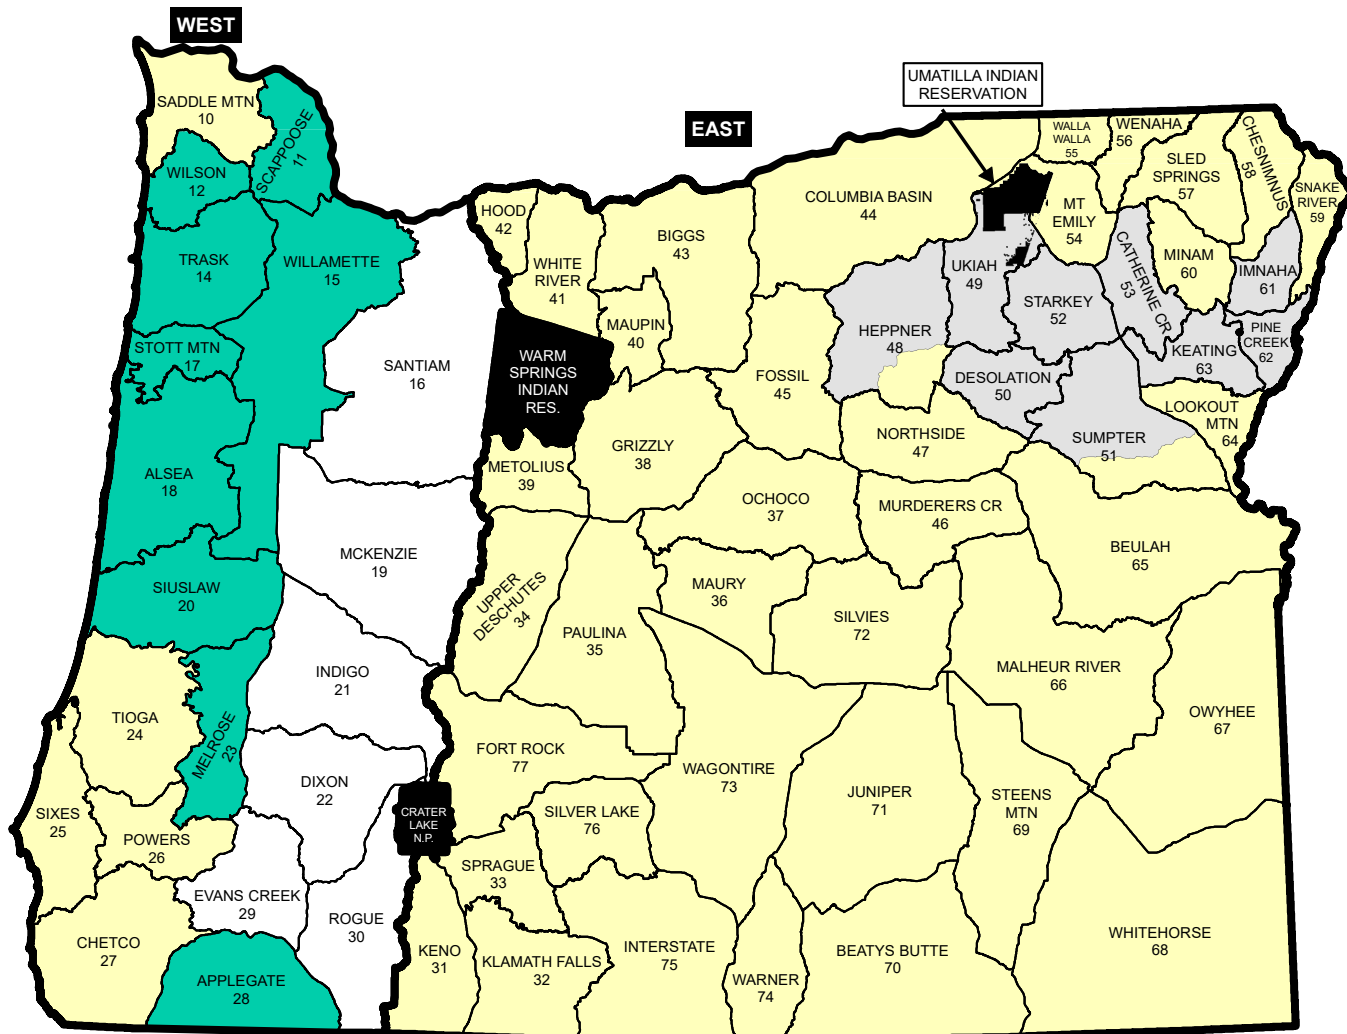 WEST
EAST
UMATILLA INDIAN
RESERVATION
SADDLE MTN
10
SCAPPOOSE
11
WILSON
12
TRASK
14
WILLAMETTE
15
SANTIAM
16
STOTT MTN
17
ALSEA
18
MCKENZIE
19
SIUSLAW
20
INDIGO
21
DIXON
22
MELROSE
23
TIOGA
24
SIXES
25
POWERS
26
CHETCO
27
APPLEGATE
28
EVANS CREEK
29
ROGUE
30
CRATER
LAKE
N.P.
KENO
31
KLAMATH FALLS
32
SPRAGUE
33
UPPER
DESCHUTES
34
PAULINA
35
MAURY
36
OCHOCO
37
GRIZZLY
38
METOLIUS
39
WARM
SPRINGS
INDIAN
RES.
MAUPIN
40
WHITE
RIVER
41
HOOD
42
BIGGS
43
COLUMBIA BASIN
44
FOSSIL
45
MURDERERS CR
46
NORTHSIDE
47
HEPPNER
48
UKIAH
49
DESOLATION
50
SUMPTER
51
STARKEY
52
CATHERINE CR
53
MT
EMILY
54
WALLA
WALLA
55
WENAHA
56
SLED
SPRINGS
57
CHESNIMNUS
58
SNAKE
RIVER
59
MINAM
60
IMNAHA
61
PINE
CREEK
62
KEATING
63
LOOKOUT
MTN
64
BEULAH
65
MALHEUR RIVER
66
OWYHEE
67
WHITEHORSE
68
STEENS
MTN
69
BEATYS BUTTE
70
JUNIPER
71
SILVIES
72
WAGONTIRE
73
WARNER
74
INTERSTATE
75
SILVER LAKE
76
FORT ROCK
77